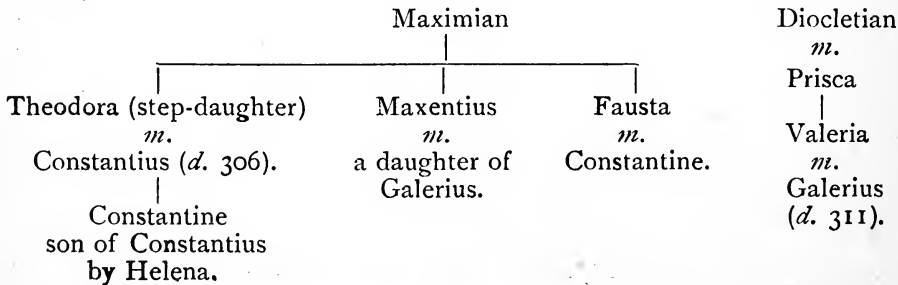 Maximian
Theodora (step-daughter)
m.
Constantius (d. 306).
Constantine
son of Constantius
by Helena.
Maxentius
m.
a daughter of
Galerius.
Fausta
m.
Constantine.
Diocletian
m.
Prisca
Valeria
m.
Galerius
(d. 311).